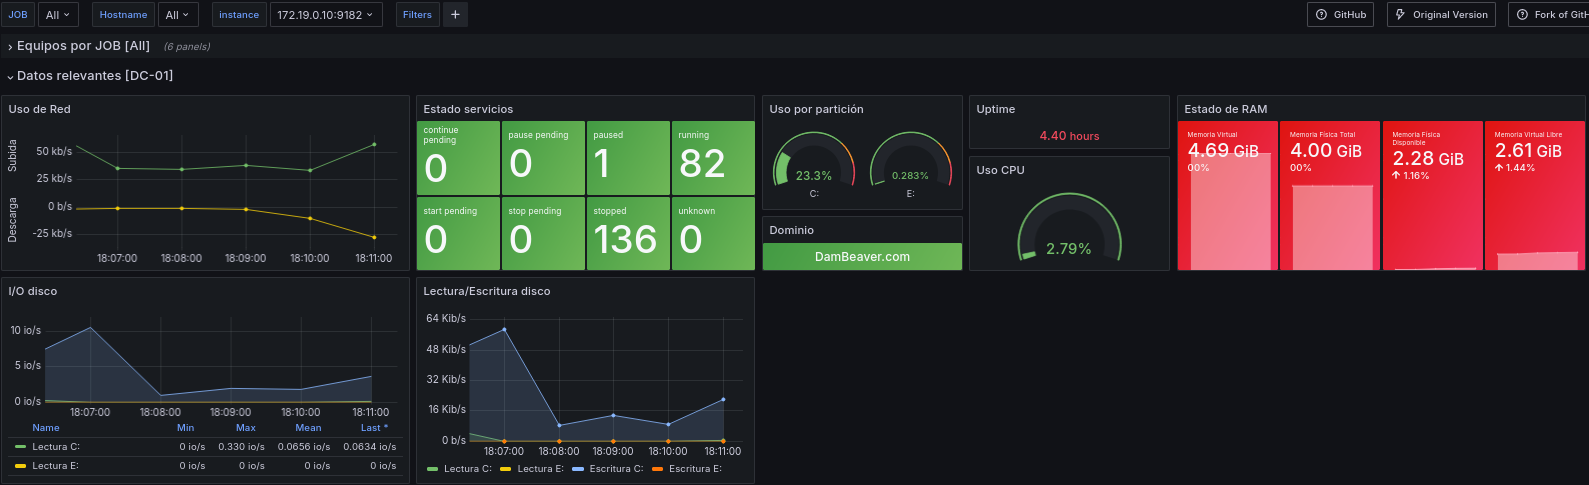 JOB All Hostname All instance 172.19.0.10:9182 Filters + GitHub Original Version Fork of GitH
Equipos por JOB [All] (6 panels)
Datos relevantes [DC-01]
Uso de Red
Subida
Descarga
50 kb/s
25 kb/s
0 b/s
-25 kb/s
18:07:00 18:08:00 18:09:00 18:10:00 18:11:00
Estado servicios
continue pending
0
pause pending
0
paused
1
running
82
start pending
0
stop pending
0
stopped
136
unknown
0
Uso por partición
23.3%
C:
0.283%
E:
Dominio
DamBeaver.com
Uptime
4.40 hours
Uso CPU
2.79%
Estado de RAM
Memoria Virtual
4.69 GiB
00%
Memoria Física Total
4.00 GiB
00%
Memoria Física
Disponible
2.28 GiB
↑ 1.16%
Memoria Virtual Libre
2.61 GiB
↑ 1.44%
I/O disco
10 io/s
5 io/s
0 io/s
18:07:00 18:08:00 18:09:00 18:10:00 18:11:00
Name Min Max Mean Last *
Lectura C: 0 io/s 0.330 io/s 0.0656 io/s 0.0634 io/s
Lectura E: 0 io/s 0 io/s 0 io/s 0 io/s
Lectura/Escritura disco
64 Kib/s
48 Kib/s
32 Kib/s
16 Kib/s
0 b/s
18:07:00 18:08:00 18:09:00 18:10:00 18:11:00
Lectura C: Lectura E: Escritura C: Escritura E: